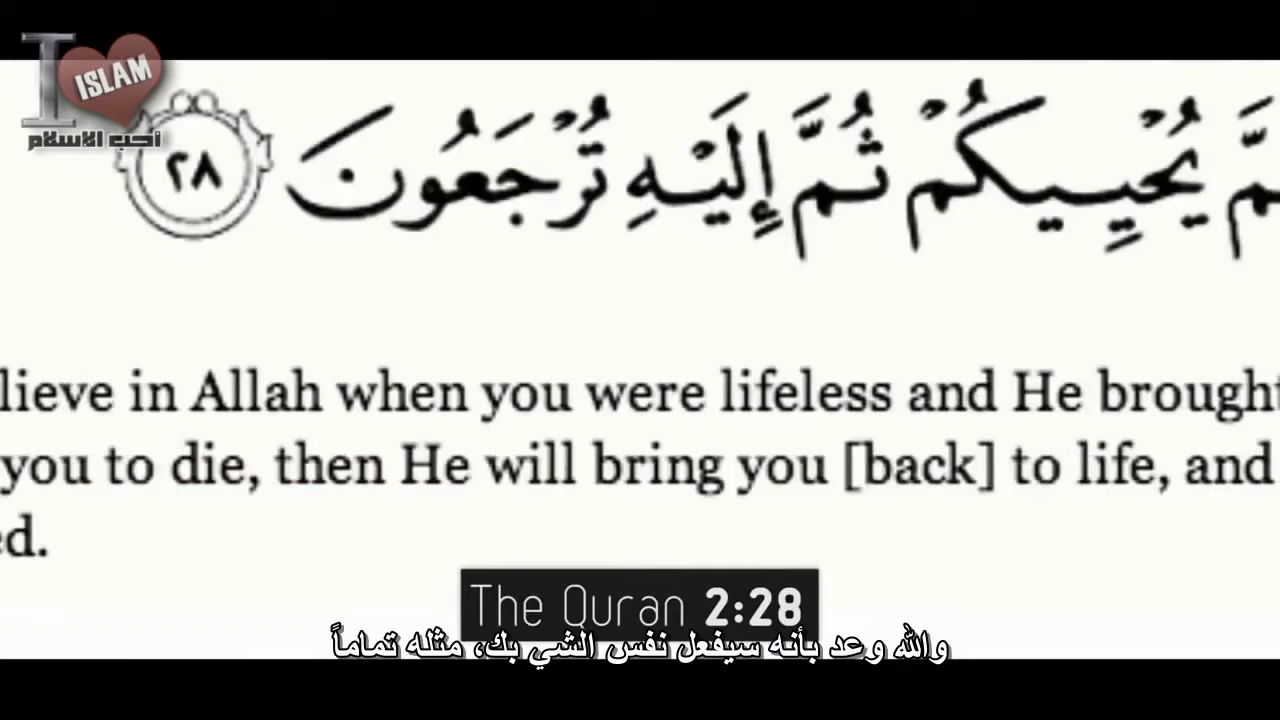 I
ISLAM
أحب الاسلام
يُحْيِيكُمْ ثُمَّ إِلَيْهِ تُرْجَعُونَ ٢٨
lieve in Allah when you were lifeless and He brought
you to die, then He will bring you [back] to life, and
ed.
The Quran 2:28
والله وعد بأنه سيفعل نفس الشي بك، مثله تماماً